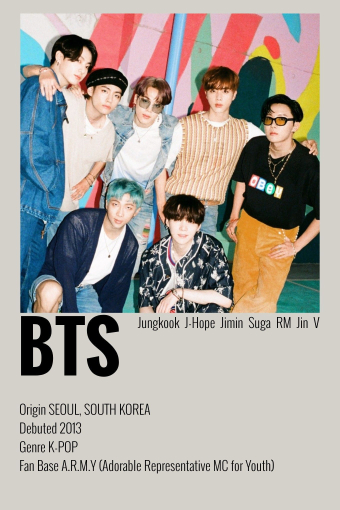 BTS
Jungkook J-Hope Jimin Suga RM Jin V
Origin SEOUL, SOUTH KOREA
Debuted 2013
Genre K-POP
Fan Base A.R.M.Y (Adorable Representative MC for Youth)